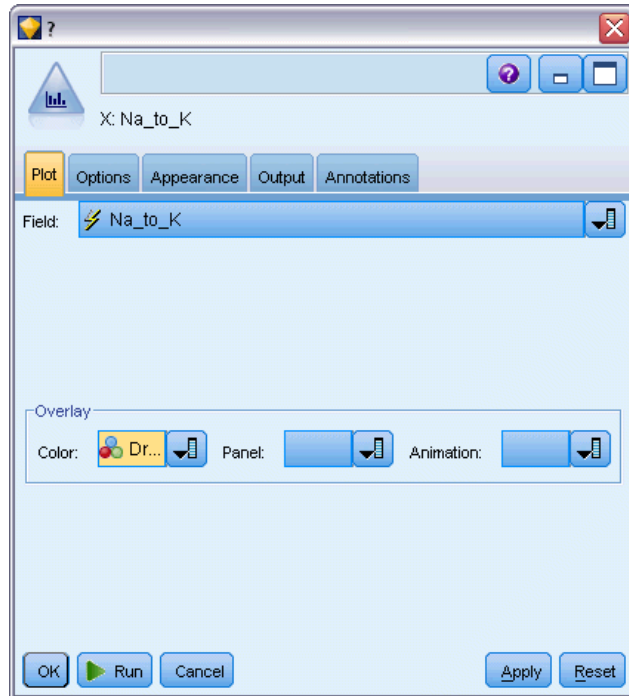 ?
X: Na_to_K
Plot Options Appearance Output Annotations
Field: Na_to_K
Overlay
Color: Dr... Panel: Animation:
OK Run Cancel Apply Reset